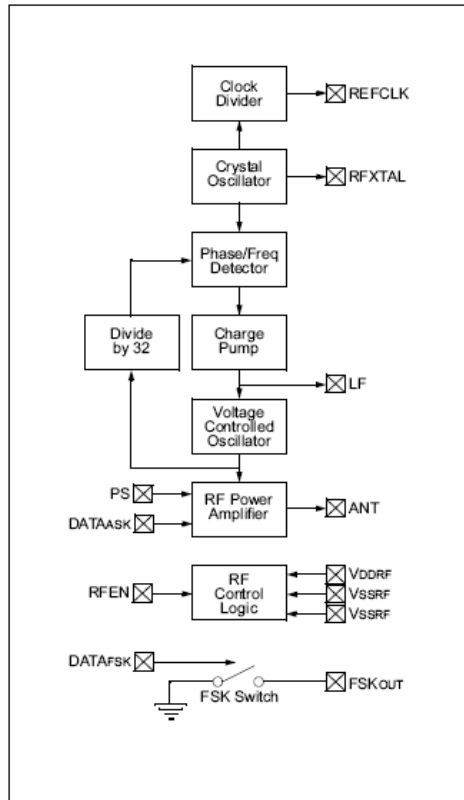 Clock
Divider
REFCLK
Crystal
Oscillator
RFXTAL
Phase/Freq
Detector
Divide
by 32
Charge
Pump
LF
Voltage
Controlled
Oscillator
PS
DATAASK
RF Power
Amplifier
ANT
RFEN
RF
Control
Logic
VDDRF
VSSRF
VSSRF
DATAFSK
FSK Switch
FSKOUT